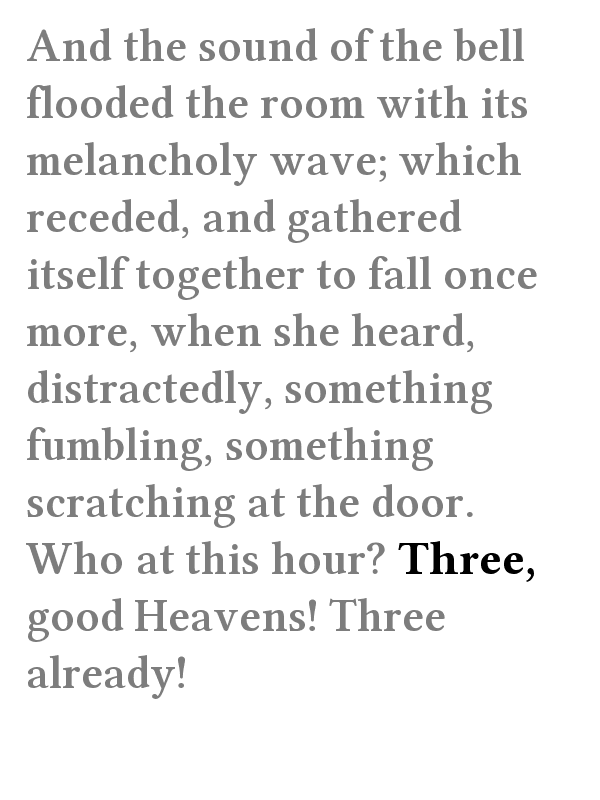 And the sound of the bell
flooded the room with its
melancholy wave; which
receded, and gathered
itself together to fall once
more, when she heard,
distractedly, something
fumbling, something
scratching at the door.
Who at this hour? Three,
good Heavens! Three
already!